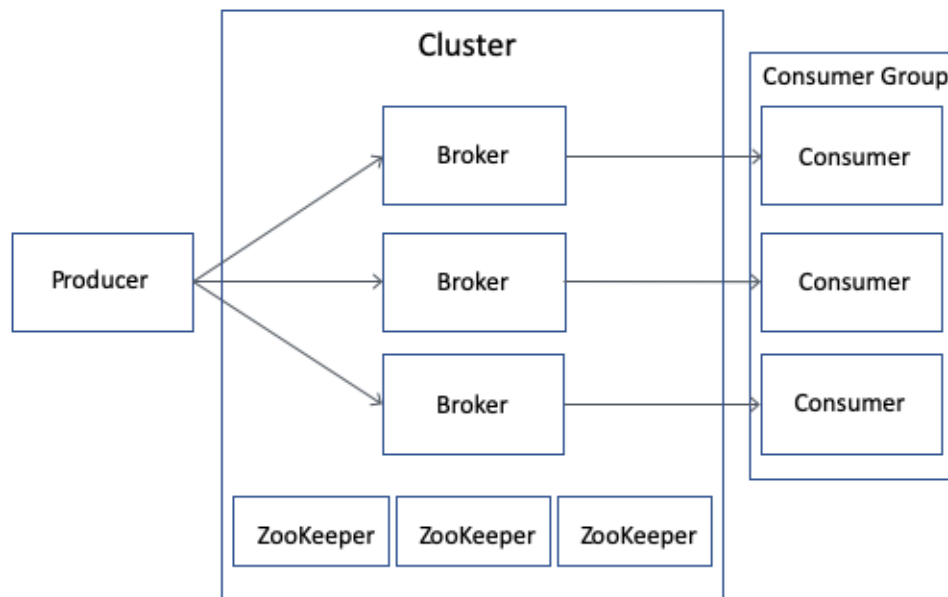 Cluster
Consumer Group
Broker
Consumer
Producer
Broker
Consumer
Broker
Consumer
ZooKeeper
ZooKeeper
ZooKeeper